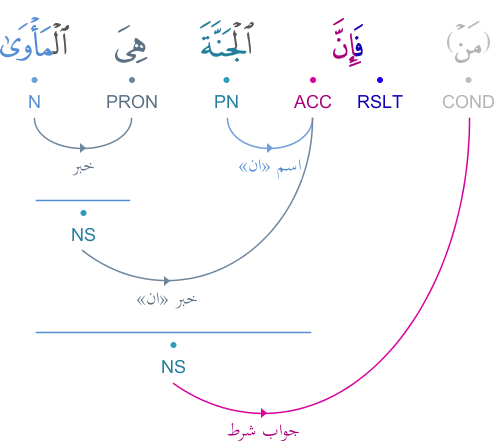 (مَنْ) فَإِنَّ ٱلْجَنَّةَ هِىَ ٱلْمَأْوَىٰ
N PRON PN ACC RSLT COND
خبر اسم «ان»
NS
خبر «ان»
NS
جواب شرط